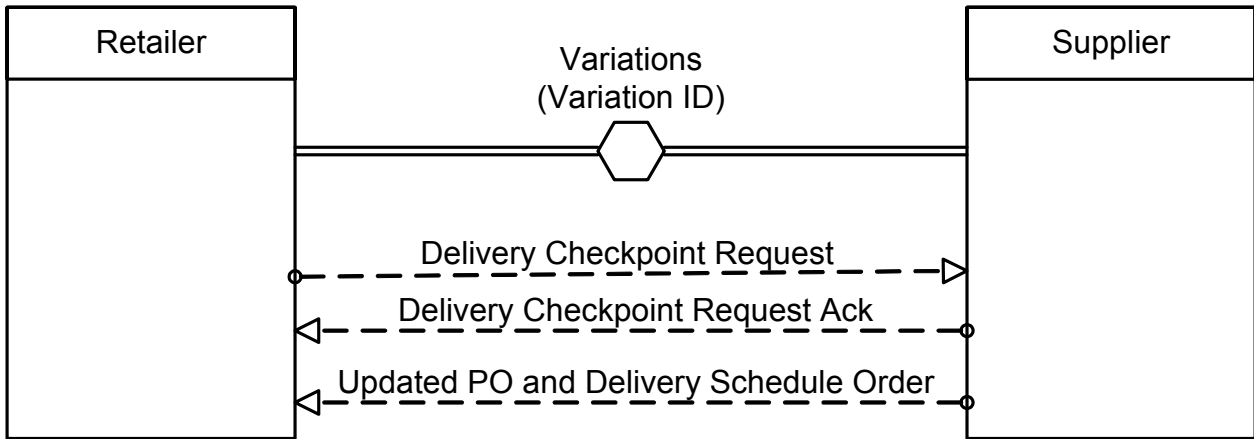 Retailer
Supplier
Variations
(Variation ID)
Delivery Checkpoint Request
Delivery Checkpoint Request Ack
Updated PO and Delivery Schedule Order